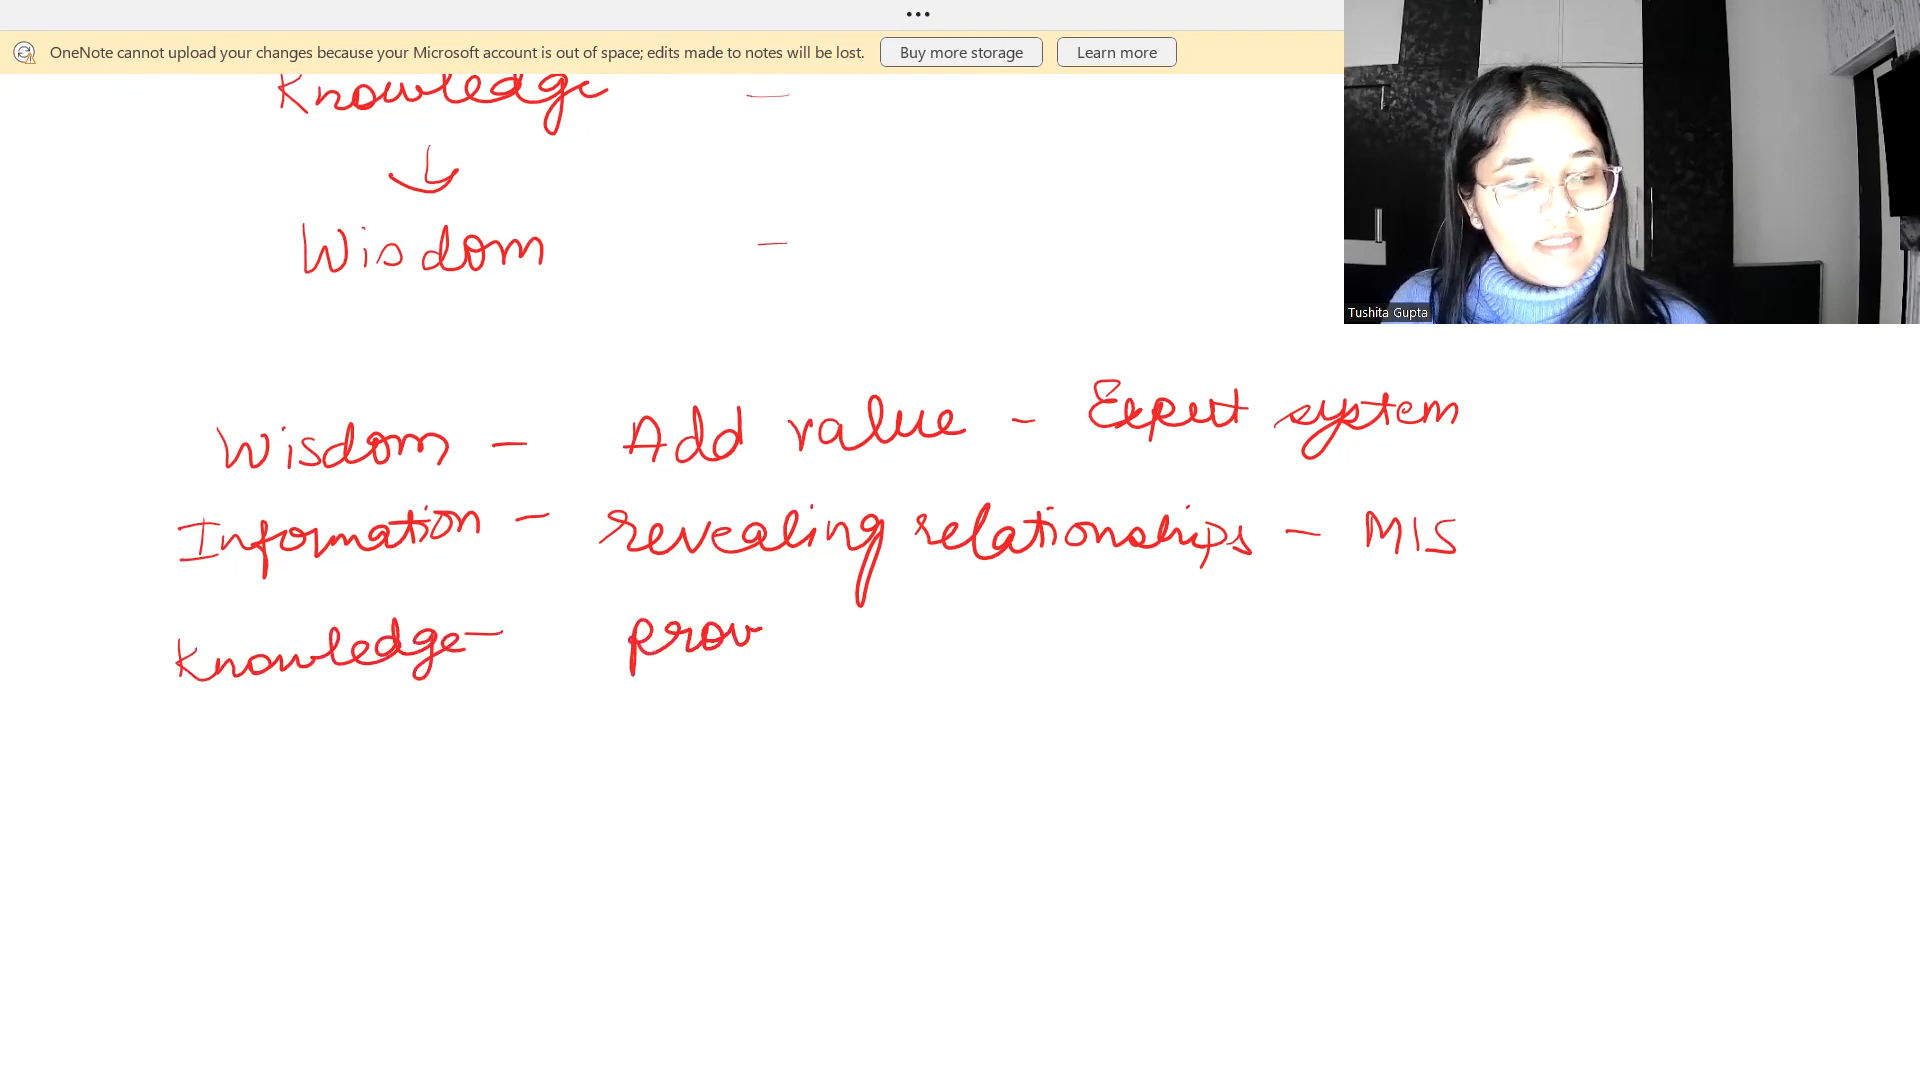 ...
OneNote cannot upload your changes because your Microsoft account is out of space; edits made to notes will be lost. Buy more storage Learn more
Knowledge -
Wisdom -
Tushita Gupta
Wisdom - Add value - Expert system
Information - revealing relationships - MIS
Knowledge - prov